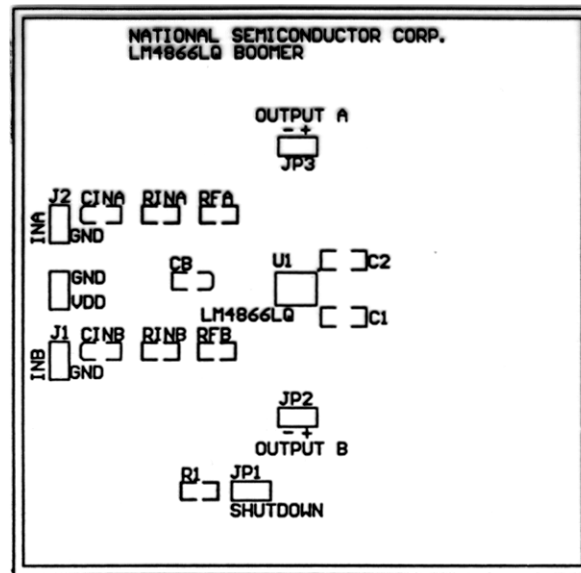 NATIONAL SEMICONDUCTOR CORP.
LM4866LQ BOOMER
OUTPUT A
- +
JP3
J2 CINA RINA RFA
INA
GND
CB U1 C2
GND
VDD
LM4866LQ C1
J1 CINB RINB RFB
INB
GND
JP2
- +
OUTPUT B
R1 JP1
SHUTDOWN